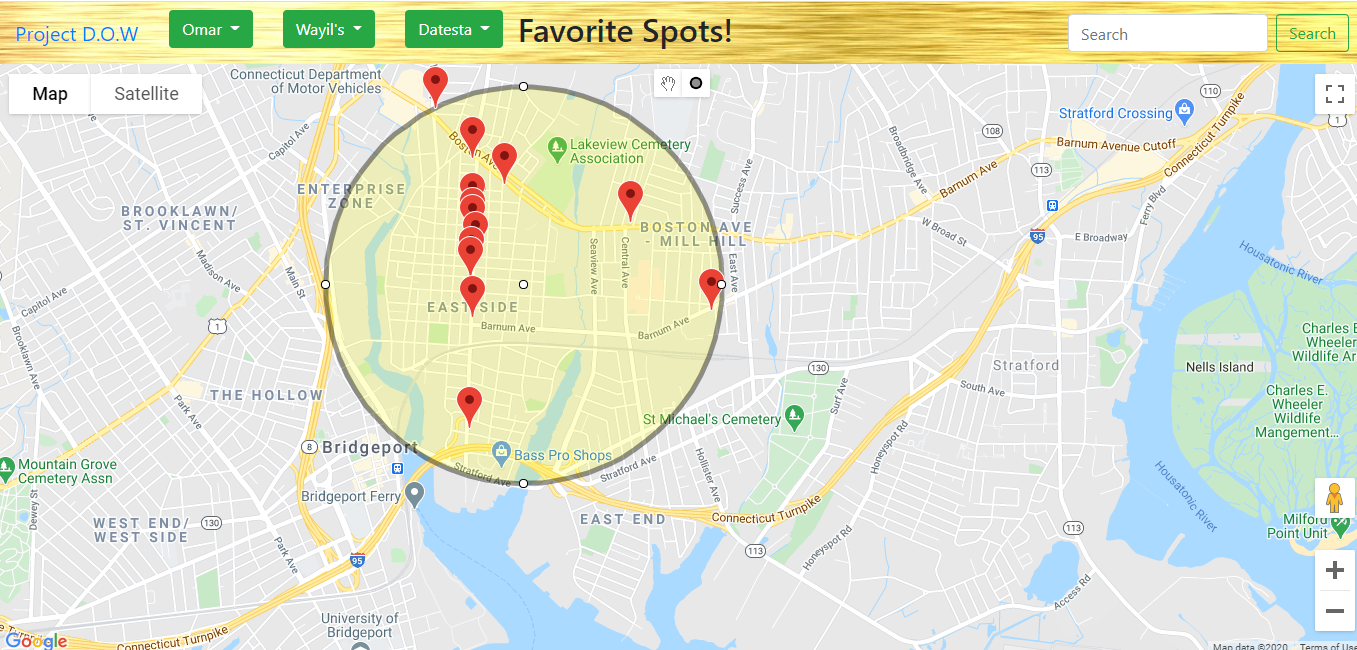 Project D.O.W
Omar
Wayil's
Datesta
Favorite Spots!
Search
Search
Map
Satellite
Connecticut Department
of Motor Vehicles
Capitol Ave
ENTERPRISE
ZONE
BROOKLAWN/
ST. VINCENT
Madison Ave
Main St
Capitol Ave
1
Brooklawn Ave
Boston Ave
Lakeview Cemetery
Association
BOSTON AVE
- MILL HILL
Success Ave
Seaview Ave
Central Ave
East Ave
EAST SIDE
Barnum Ave
Barnum Ave
Stratford Crossing
110
108
113
1
Barnum Avenue Cutoff
Connecticut Turnpike
Broadbridge Ave
Barnum Ave
W Broad St
Ferry Blvd
95
E Broadway
Housatonic River
Stratford
130
South Ave
Nells Island
Charles E
Wheeler
Wildlife Ar
Charles E.
Wheeler
Wildlife
Mangement...
THE HOLLOW
Park Ave
8
Bridgeport
St Michael's Cemetery
Surf Ave
Honeyspot Rd
Mountain Grove
Cemetery Assn
Dewey St
Bass Pro Shops
Stratford Ave
Stratford Ave
Hollister Ave
Bridgeport Ferry
WEST END/
WEST SIDE
130
Park Ave
EAST END
Connecticut Turnpike
Honeyspot Rd
113
113
Housatonic River
Milford
Point Unit
95
Access Rd
University of
Bridgeport
Connecticut Turnpike
Google
Map data ©2020
Terms of Use